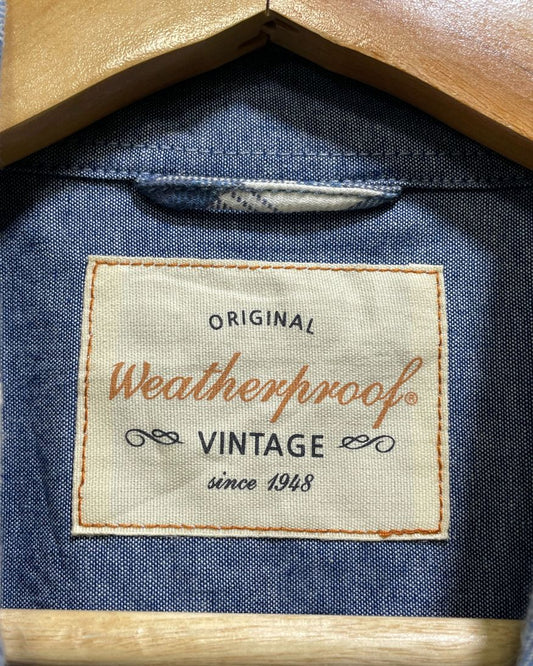 ORIGINAL
Weatherproof®
VINTAGE
since 1948